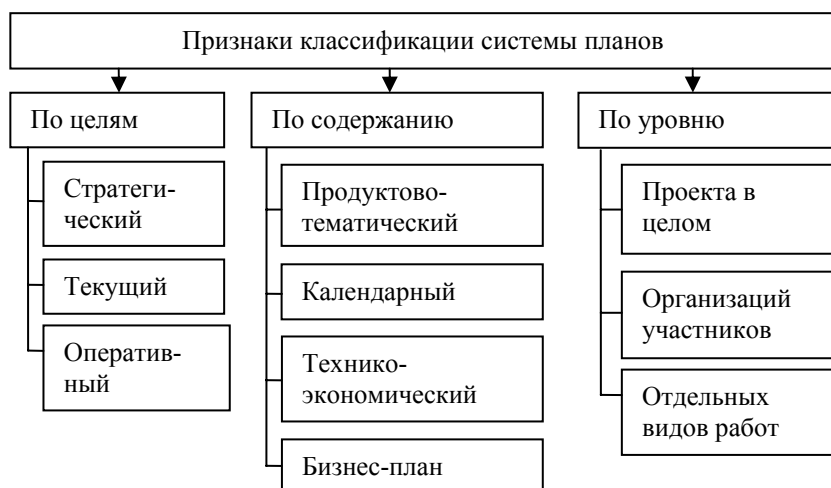 Признаки классификации системы планов
По целям
Стратеги-
ческий
Текущий
Оператив-
ный
По содержанию
Продуктово-
тематический
Календарный
Технико-
экономический
Бизнес-план
По уровню
Проекта в
целом
Организаций
участников
Отдельных
видов работ